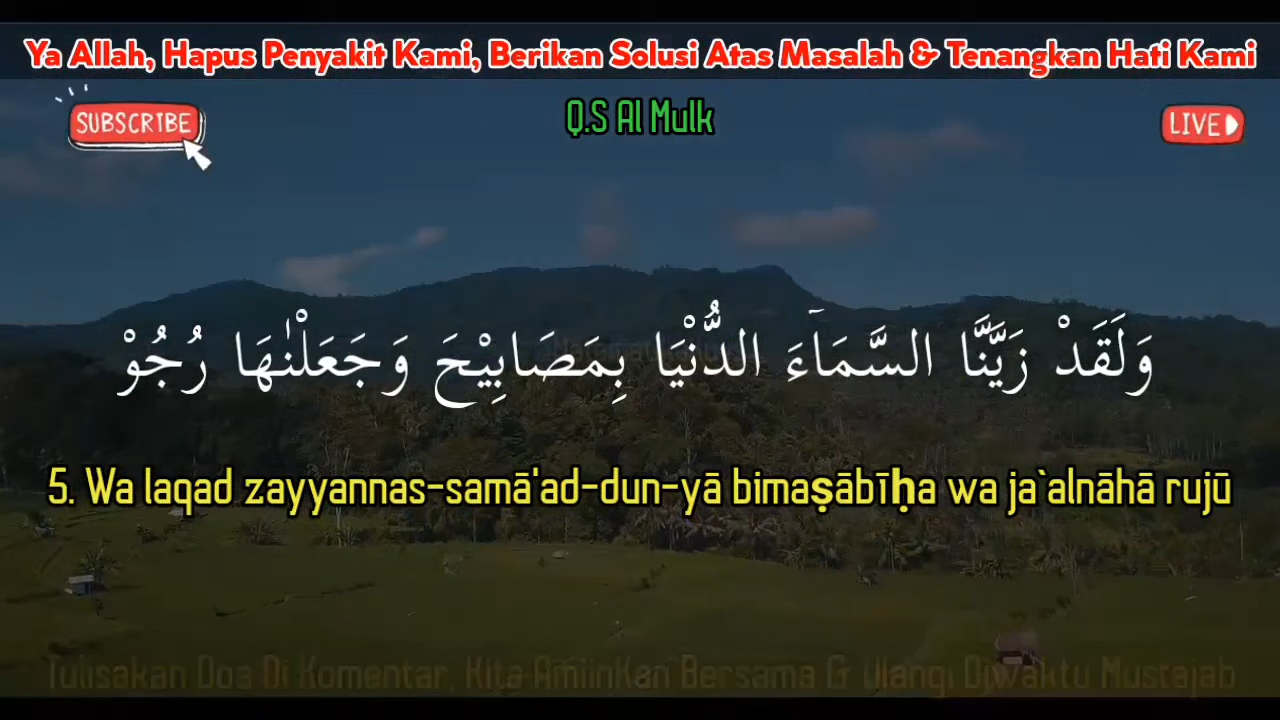 Ya Allah, Hapus Penyakit Kami, Berikan Solusi Atas Masalah & Tenangkan Hati Kami
SUBSCRIBE
Q.S Al Mulk
LIVE
وَلَقَدْ زَيَّنَّا السَّمَاۤءَ الدُّنْيَا بِمَصَابِيْحَ وَجَعَلْنٰهَا رُجُوْ
5. Wa laqad zayyannas-samā'ad-dun-yā bimaṣābīḥa wa ja`alnāhā rujū
Tulisakan Doa Di Komentar, Kita AmiinKan Bersama & Ulangi Diwaktu Mustajab